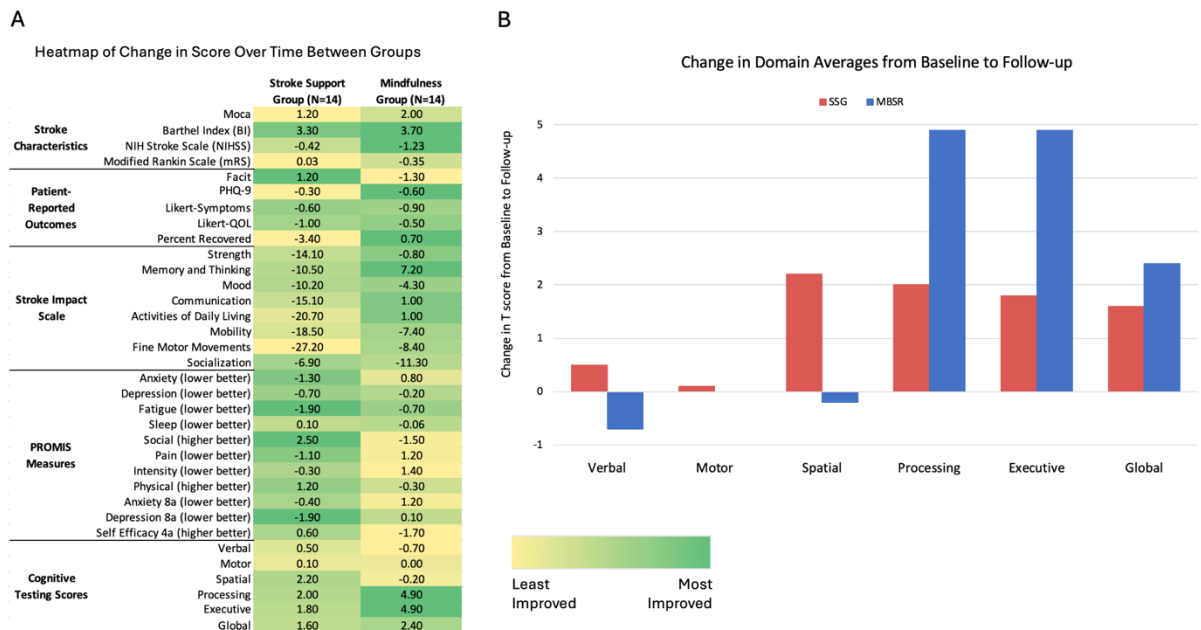 A
Heatmap of Change in Score Over Time Between Groups
Stroke Support Group (N=14) Mindfulness Group (N=14)
Stroke Characteristics
Moca 1.20 2.00
Barthel Index (BI) 3.30 3.70
NIH Stroke Scale (NIHSS) -0.42 -1.23
Modified Rankin Scale (mRS) 0.03 -0.35
Patient-Reported Outcomes
Facit 1.20 -1.30
PHQ-9 -0.30 -0.60
Likert-Symptoms -0.60 -0.90
Likert-QOL -1.00 -0.50
Percent Recovered -3.40 0.70
Stroke Impact Scale
Strength -14.10 -0.80
Memory and Thinking -10.50 7.20
Mood -10.20 -4.30
Communication -15.10 1.00
Activities of Daily Living -20.70 1.00
Mobility -18.50 -7.40
Fine Motor Movements -27.20 -8.40
Socialization -6.90 -11.30
PROMIS Measures
Anxiety (lower better) -1.30 0.80
Depression (lower better) -0.70 -0.20
Fatigue (lower better) -1.90 -0.70
Sleep (lower better) 0.10 -0.06
Social (higher better) 2.50 -1.50
Pain (lower better) -1.10 1.20
Intensity (lower better) -0.30 1.40
Physical (higher better) 1.20 -0.30
Anxiety 8a (lower better) -0.40 1.20
Depression 8a (lower better) -1.90 0.10
Self Efficacy 4a (higher better) 0.60 -1.70
Cognitive Testing Scores
Verbal 0.50 -0.70
Motor 0.10 0.00
Spatial 2.20 -0.20
Processing 2.00 4.90
Executive 1.80 4.90
Global 1.60 2.40
B
Change in Domain Averages from Baseline to Follow-up
SSG MBSR
Change in T score from Baseline to Follow-up
5
4
3
2
1
0
-1
Verbal Motor Spatial Processing Executive Global
Least Improved
Most Improved